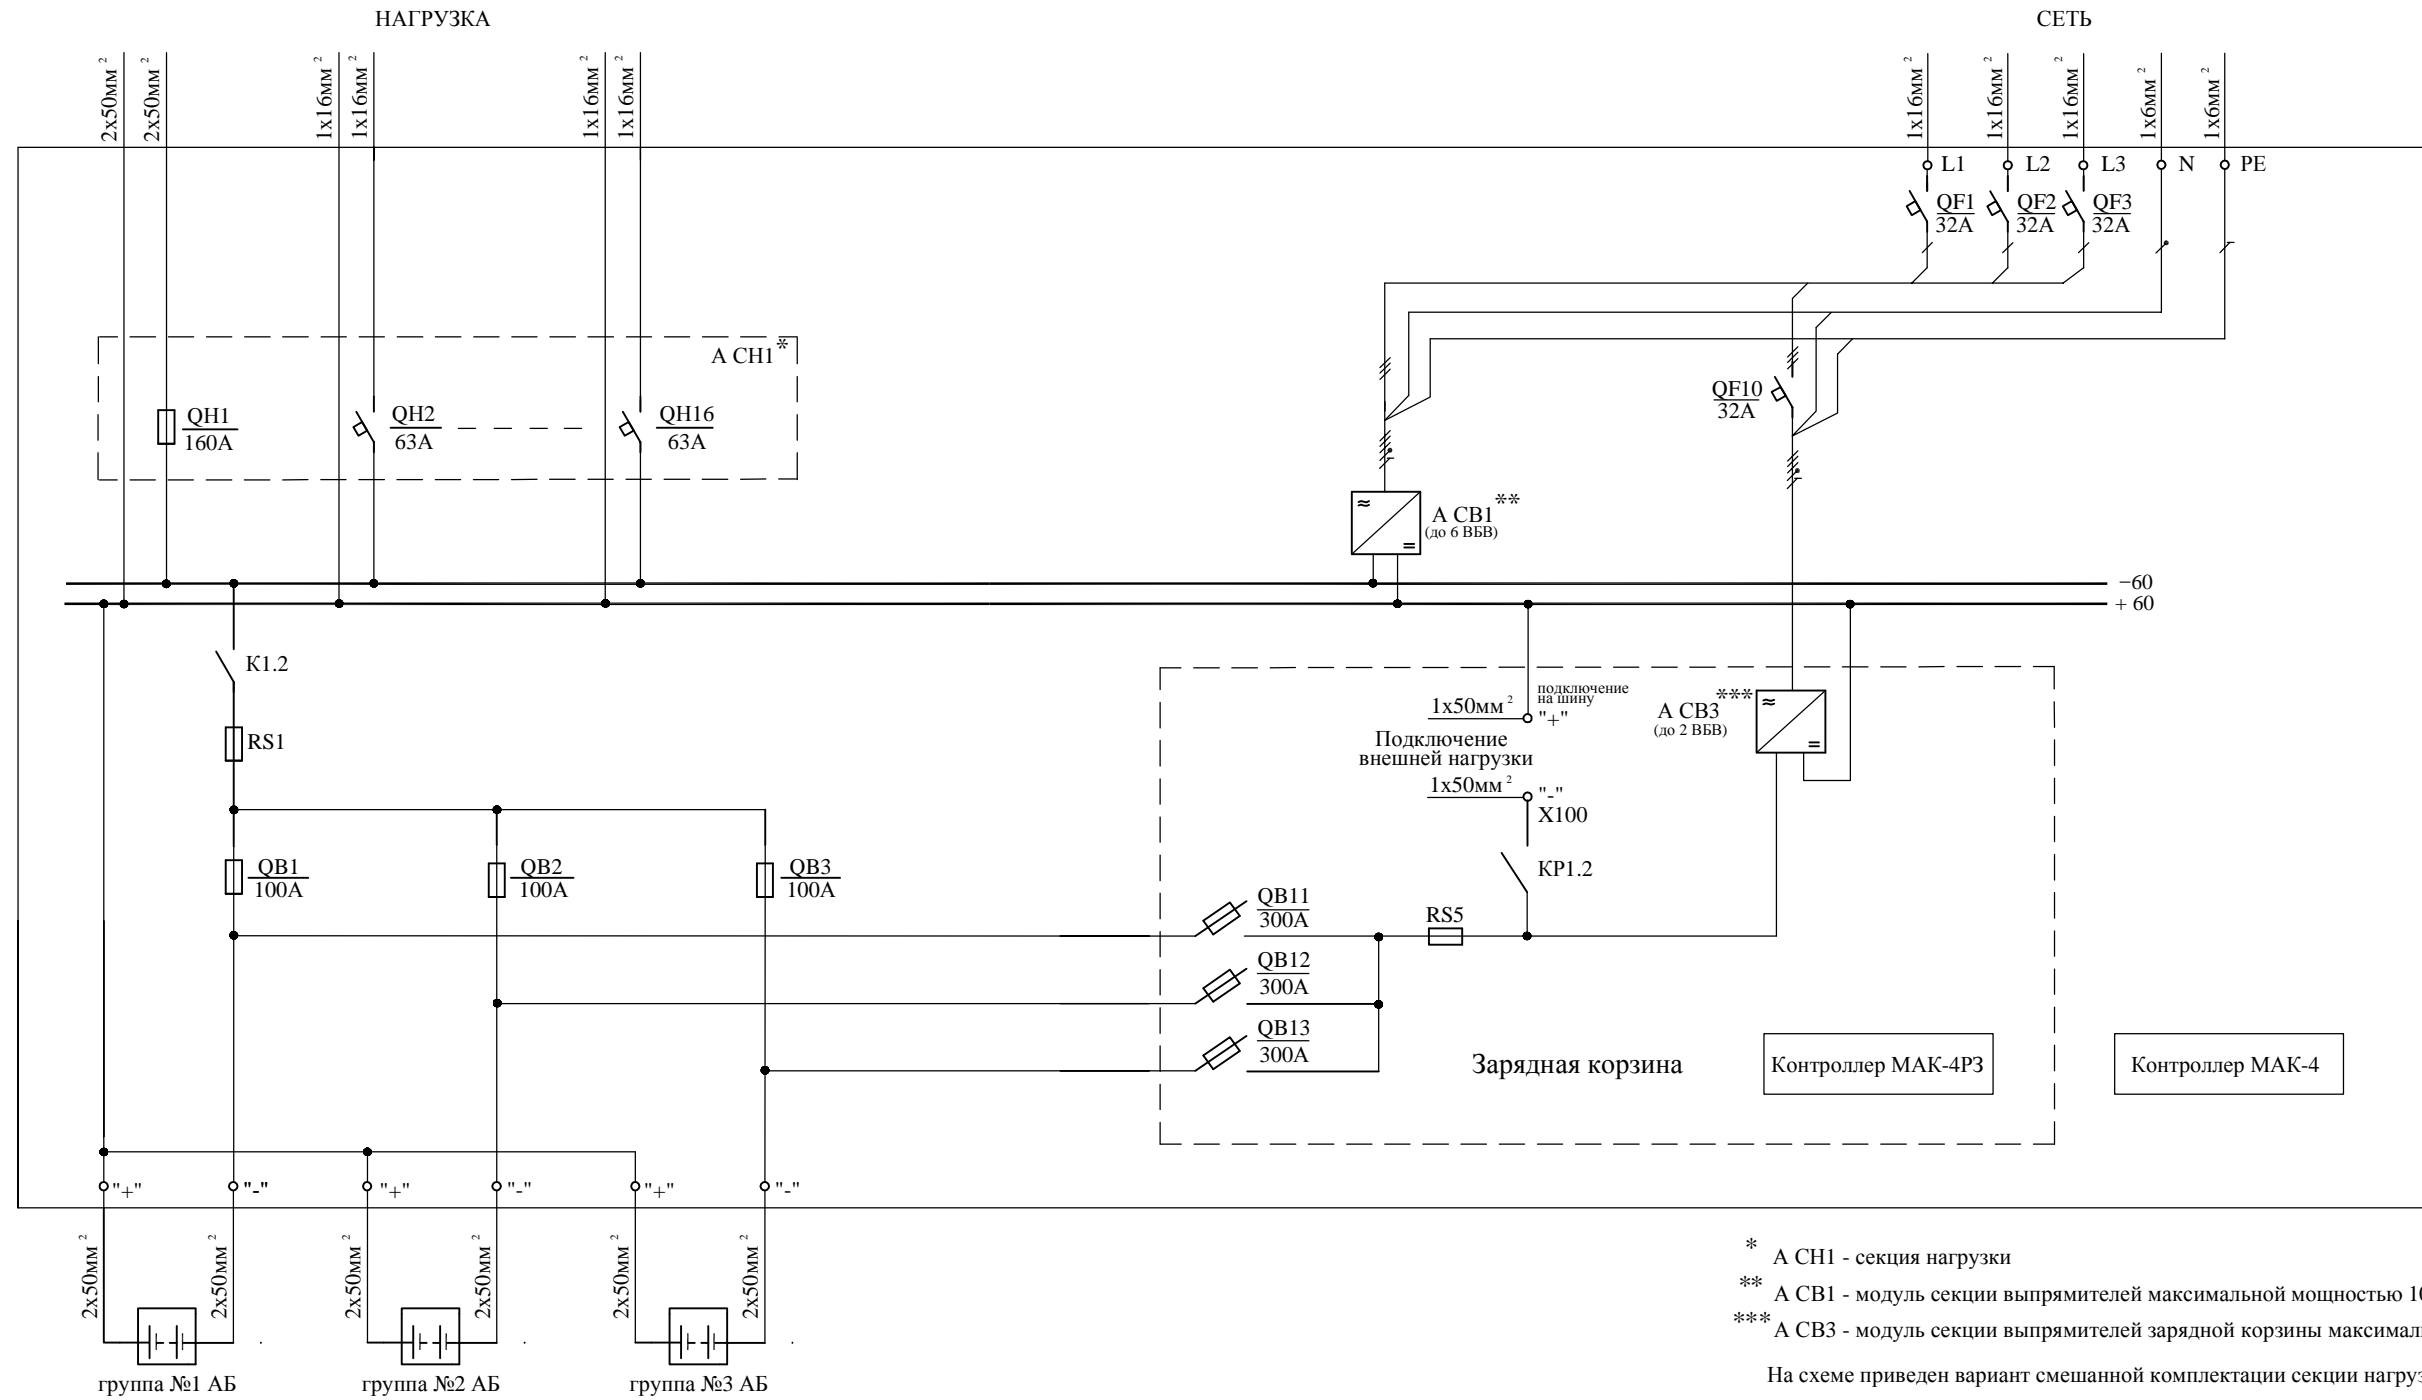 НАГРУЗКА
СЕТЬ
2х50мм²
2х50мм²
1х16мм²
1х16мм²
1х16мм²
1х16мм²
1х16мм²
1х16мм²
1х16мм²
1х6мм²
1х6мм²
L1
L2
L3
N
PE
QF1
32А
QF2
32А
QF3
32А
А СН1*
QH1
160А
QH2
63А
QH16
63А
QF10
32А
А СВ1**
(до 6 ВБВ)
≈
=
−60
+ 60
К1.2
RS1
QB1
100А
QB2
100А
QB3
100А
подключение
на шину
1х50мм²
"+"
Подключение
внешней нагрузки
1х50мм²
"-"
Х100
А СВ3***
(до 2 ВБВ)
≈
=
КР1.2
QB11
300А
RS5
QB12
300А
QB13
300А
Зарядная корзина
Контроллер МАК-4РЗ
Контроллер МАК-4
"+"
"-"
"+"
"-"
"+"
"-"
2х50мм²
2х50мм²
2х50мм²
2х50мм²
2х50мм²
2х50мм²
группа №1 АБ
группа №2 АБ
группа №3 АБ
* А СН1 - секция нагрузки
** А СВ1 - модуль секции выпрямителей максимальной мощностью
*** А СВ3 - модуль секции выпрямителей зарядной корзины
На схеме приведен вариант смешанной комплектации секции